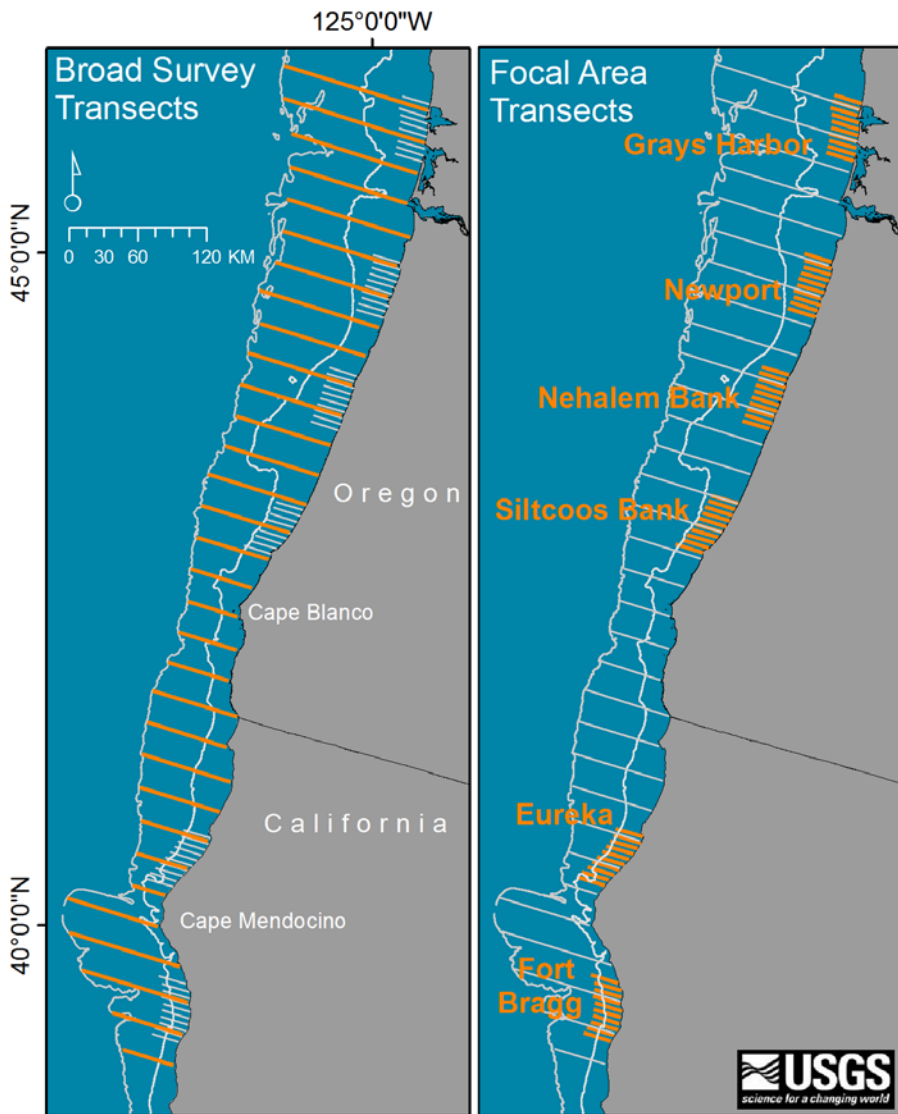 125°0'0"W
Broad Survey
Transects
0 30 60 120 KM
45°0'0"N
Oregon
Cape Blanco
California
Cape Mendocino
40°0'0"N
Focal Area
Transects
Grays Harbor
Newport
Nehalem Bank
Siltcoos Bank
Eureka
Fort
Bragg
USGS
science for a changing world